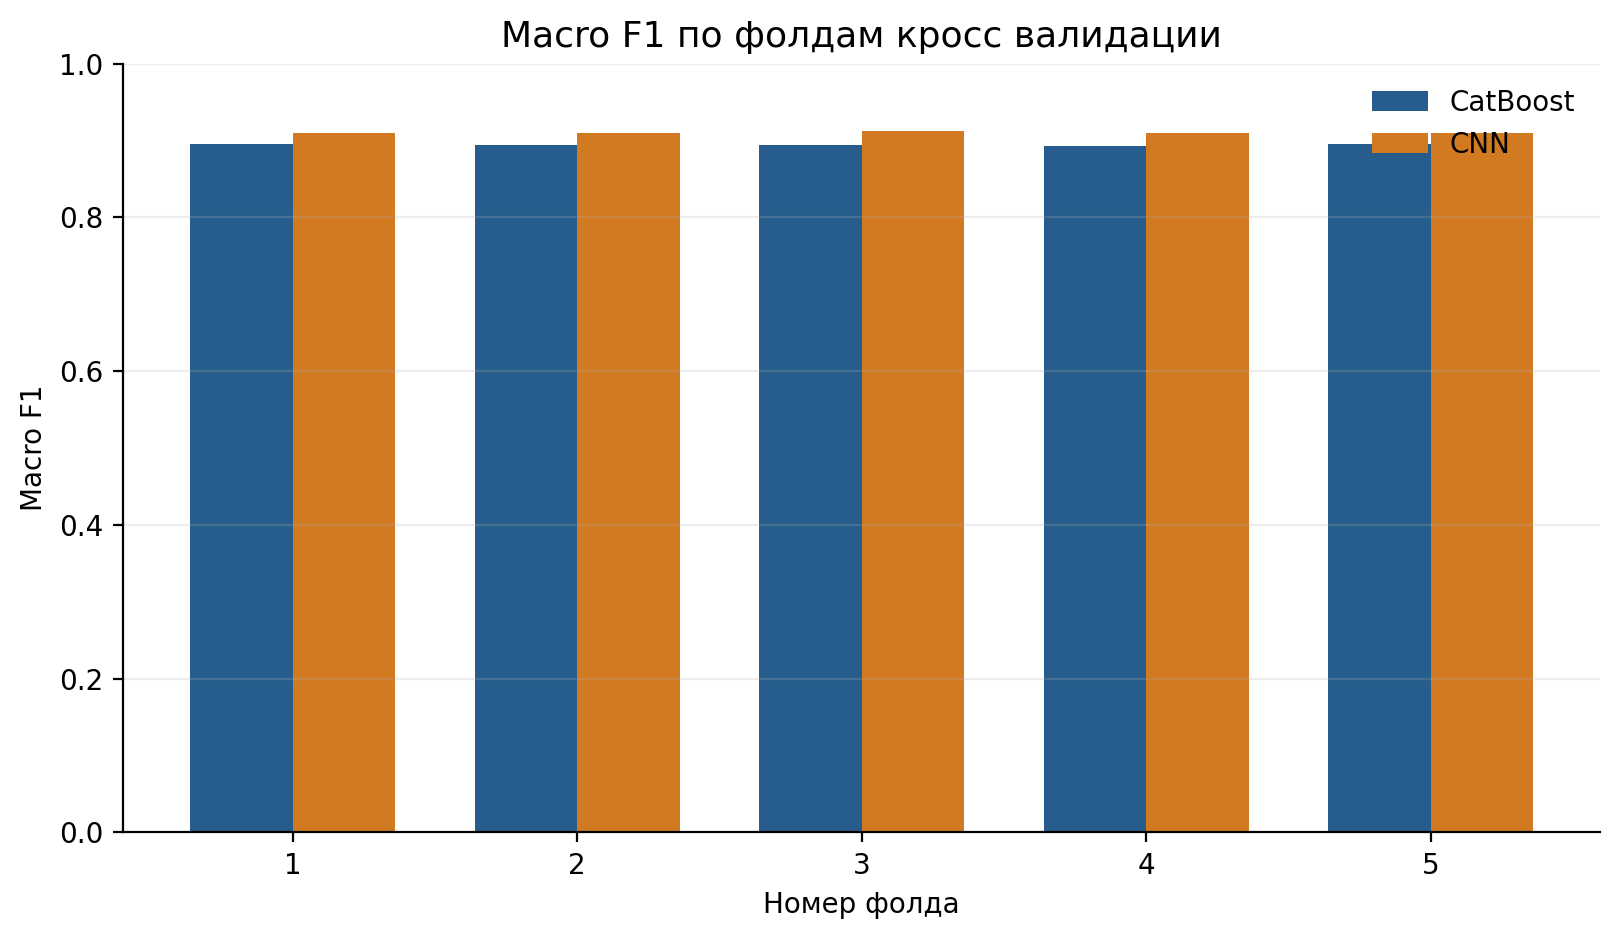 Macro F1 по фолдам кросс валидации
1.0
0.8
0.6
0.4
0.2
0.0
Macro F1
CatBoost
CNN
1 2 3 4 5
Номер фолда